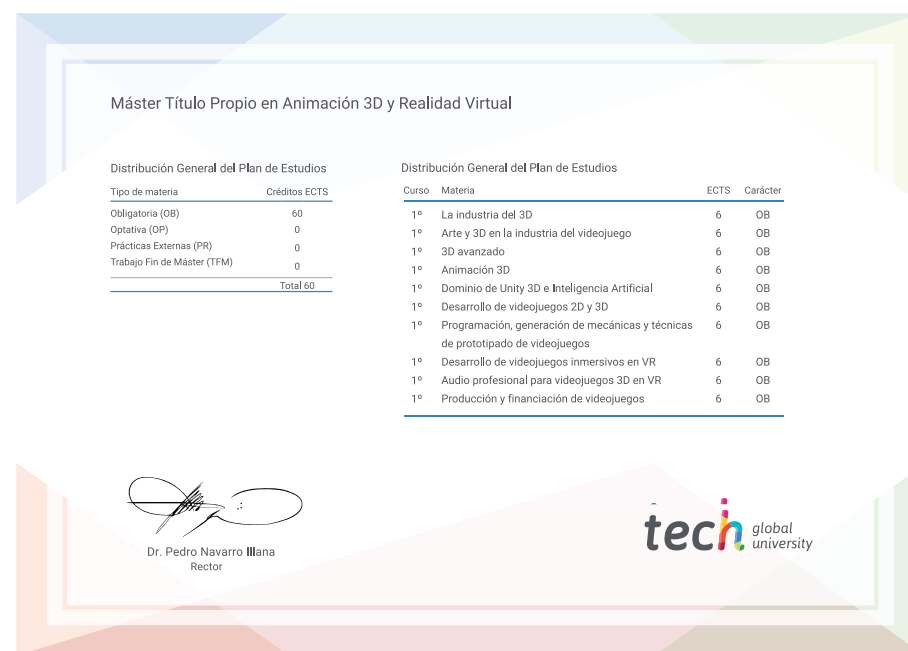 Máster Título Propio en Animación 3D y Realidad Virtual
Distribución General del Plan de Estudios
Tipo de materia Créditos ECTS
Obligatoria (OB) 60
Optativa (OP) 0
Prácticas Externas (PR) 0
Trabajo Fin de Máster (TFM) 0
Total 60
Distribución General del Plan de Estudios
Curso Materia ECTS Carácter
1º La industria del 3D 6 OB
1º Arte y 3D en la industria del videojuego 6 OB
1º 3D avanzado 6 OB
1º Animación 3D 6 OB
1º Dominio de Unity 3D e Inteligencia Artificial 6 OB
1º Desarrollo de videojuegos 2D y 3D 6 OB
1º Programación, generación de mecánicas y técnicas 6 OB
de prototipado de videojuegos
1º Desarrollo de videojuegos inmersivos en VR 6 OB
1º Audio profesional para videojuegos 3D en VR 6 OB
1º Producción y financiación de videojuegos 6 OB
Dr. Pedro Navarro Illana
Rector
tech global
university